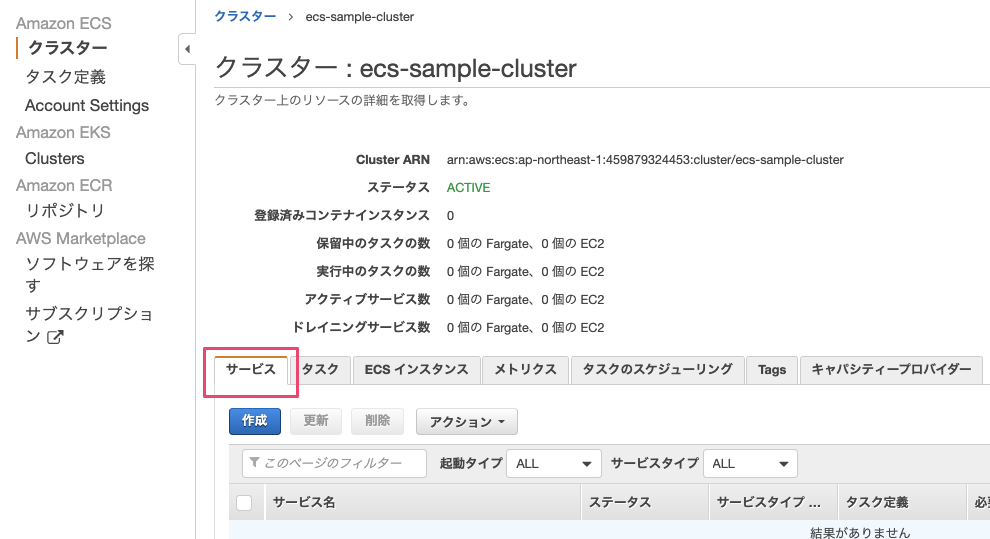 Amazon ECS
クラスター
タスク定義
Account Settings
Amazon EKS
Clusters
Amazon ECR
リポジトリ
AWS Marketplace
ソフトウェアを探
す
サブスクリプショ
ン
クラスター > ecs-sample-cluster
クラスター : ecs-sample-cluster
クラスター上のリソースの詳細を取得します。
Cluster ARN arn:aws:ecs:ap-northeast-1:459879324453:cluster/ecs-sample-cluster
ステータス ACTIVE
登録済みコンテナインスタンス 0
保留中のタスクの数 0 個の Fargate、0 個の EC2
実行中のタスクの数 0 個の Fargate、0 個の EC2
アクティブサービス数 0 個の Fargate、0 個の EC2
ドレイニングサービス数 0 個の Fargate、0 個の EC2
サービス タスク ECS インスタンス メトリクス タスクのスケジューリング Tags キャパシティープロバイダー
作成 更新 削除 アクション
このページのフィルター 起動タイプ ALL サービスタイプ ALL
サービス名 ステータス サービスタイプ ... タスク定義 必
結果がありません